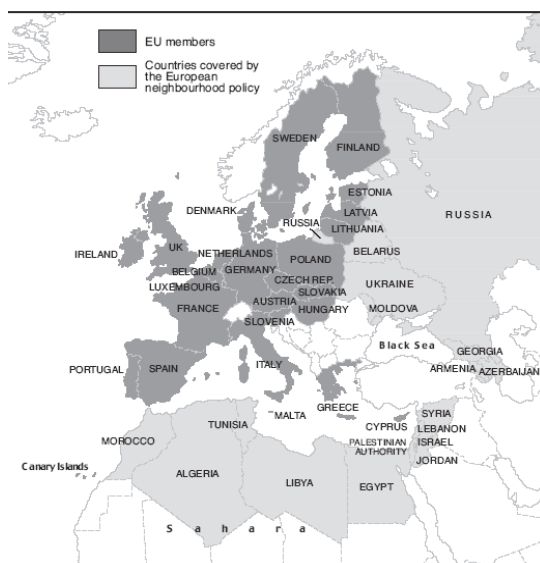 EU members
Countries covered by
the European
neighbourhood policy
SWEDEN
FINLAND
ESTONIA
DENMARK
LATVIA
RUSSIA
RUSSIA
LITHUANIA
IRELAND
UK
NETHERLANDS
POLAND
BELARUS
BELGIUM
GERMANY
CZECH REP.
LUXEMBOURG
SLOVAKIA
UKRAINE
AUSTRIA
HUNGARY
FRANCE
MOLDOVA
SLOVENIA
Black Sea
GEORGIA
PORTUGAL
SPAIN
ITALY
ARMENIA
AZERBAIJAN
GREECE
MALTA
SYRIA
CYPRUS
LEBANON
TUNISIA
MOROCCO
PALESTINIAN
AUTHORITY
ISRAEL
JORDAN
Canary Islands
ALGERIA
LIBYA
EGYPT
Sahara